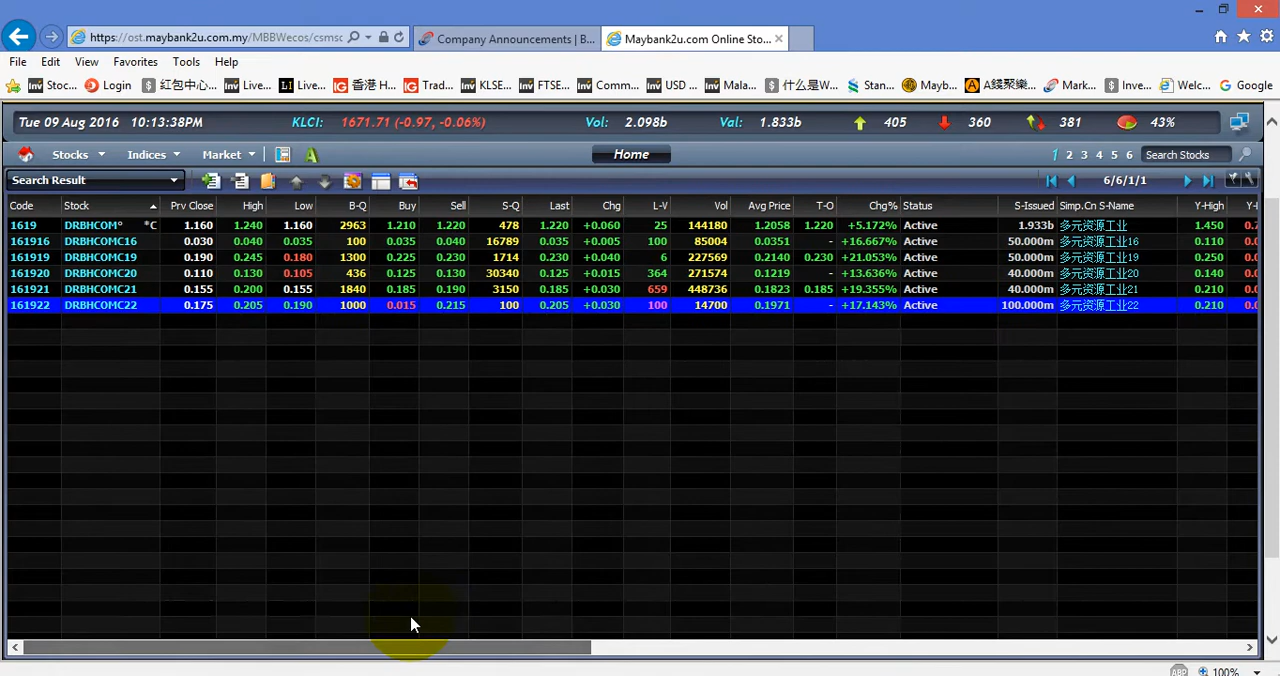 https://ost.maybank2u.com.my/MBBWecos/csmsc Company Announcements | B... Maybank2u.com Online Sto...
File Edit View Favorites Tools Help
Stoc... Login 红包中心... Live... Live... 香港 H... Trad... KLSE... FTSE... Comm... USD ... Mala... 什么是W... Stan... Mayb... A錢聚樂... Mark... Inve... Welc... Google
Tue 09 Aug 2016 10:13:38PM KLCI: 1671.71 (-0.97, -0.06%) Vol: 2.098b Val: 1.833b 405 360 381 43%
Stocks Indices Market Home 1 2 3 4 5 6 Search Stocks
Search Result 6/6/1/1
Code Stock Prv Close High Low B-Q Buy Sell S-Q Last Chg L-V Vol Avg Price T-O Chg% Status S-Issued Simp.Cn S-Name Y-High
1619 DRBHCOM° *C 1.160 1.240 1.160 2963 1.210 1.220 478 1.220 +0.060 25 144180 1.2058 1.220 +5.172% Active 1.933b 多元资源工业 1.450
161916 DRBHCOMC16 0.030 0.040 0.035 100 0.035 0.040 16789 0.035 +0.005 100 85004 0.0351 - +16.667% Active 50.000m 多元资源工业16 0.110
161919 DRBHCOMC19 0.190 0.245 0.180 1300 0.225 0.230 1714 0.230 +0.040 6 227569 0.2140 0.230 +21.053% Active 50.000m 多元资源工业19 0.250
161920 DRBHCOMC20 0.110 0.130 0.105 436 0.125 0.130 30340 0.125 +0.015 364 271574 0.1219 - +13.636% Active 40.000m 多元资源工业20 0.140
161921 DRBHCOMC21 0.155 0.200 0.155 1840 0.185 0.190 3150 0.185 +0.030 659 448736 0.1823 0.185 +19.355% Active 40.000m 多元资源工业21 0.210
161922 DRBHCOMC22 0.175 0.205 0.190 1000 0.015 0.215 100 0.205 +0.030 100 14700 0.1971 - +17.143% Active 100.000m 多元资源工业22 0.210
ABP 100%